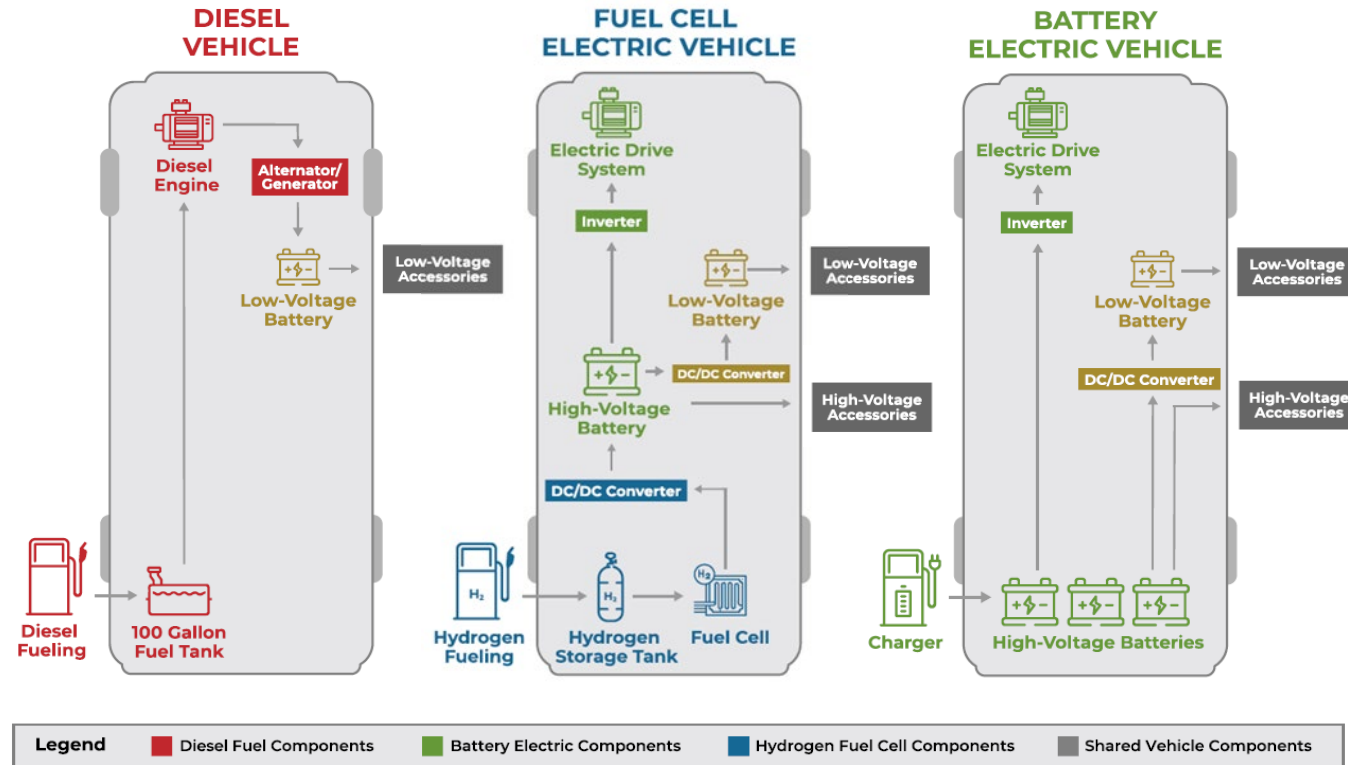 DIESEL
VEHICLE
Diesel
Engine
Alternator/
Generator
Low-Voltage
Battery
Low-Voltage
Accessories
Diesel
Fueling
100 Gallon
Fuel Tank
FUEL CELL
ELECTRIC VEHICLE
Electric Drive
System
Inverter
Low-Voltage
Battery
Low-Voltage
Accessories
DC/DC Converter
High-Voltage
Battery
High-Voltage
Accessories
DC/DC Converter
H₂
Hydrogen
Fueling
H₂
Hydrogen
Storage Tank
H₂
Fuel Cell
BATTERY
ELECTRIC VEHICLE
Electric Drive
System
Inverter
Low-Voltage
Battery
Low-Voltage
Accessories
DC/DC Converter
High-Voltage
Accessories
Charger
High-Voltage Batteries
Legend
Diesel Fuel Components
Battery Electric Components
Hydrogen Fuel Cell Components
Shared Vehicle Components